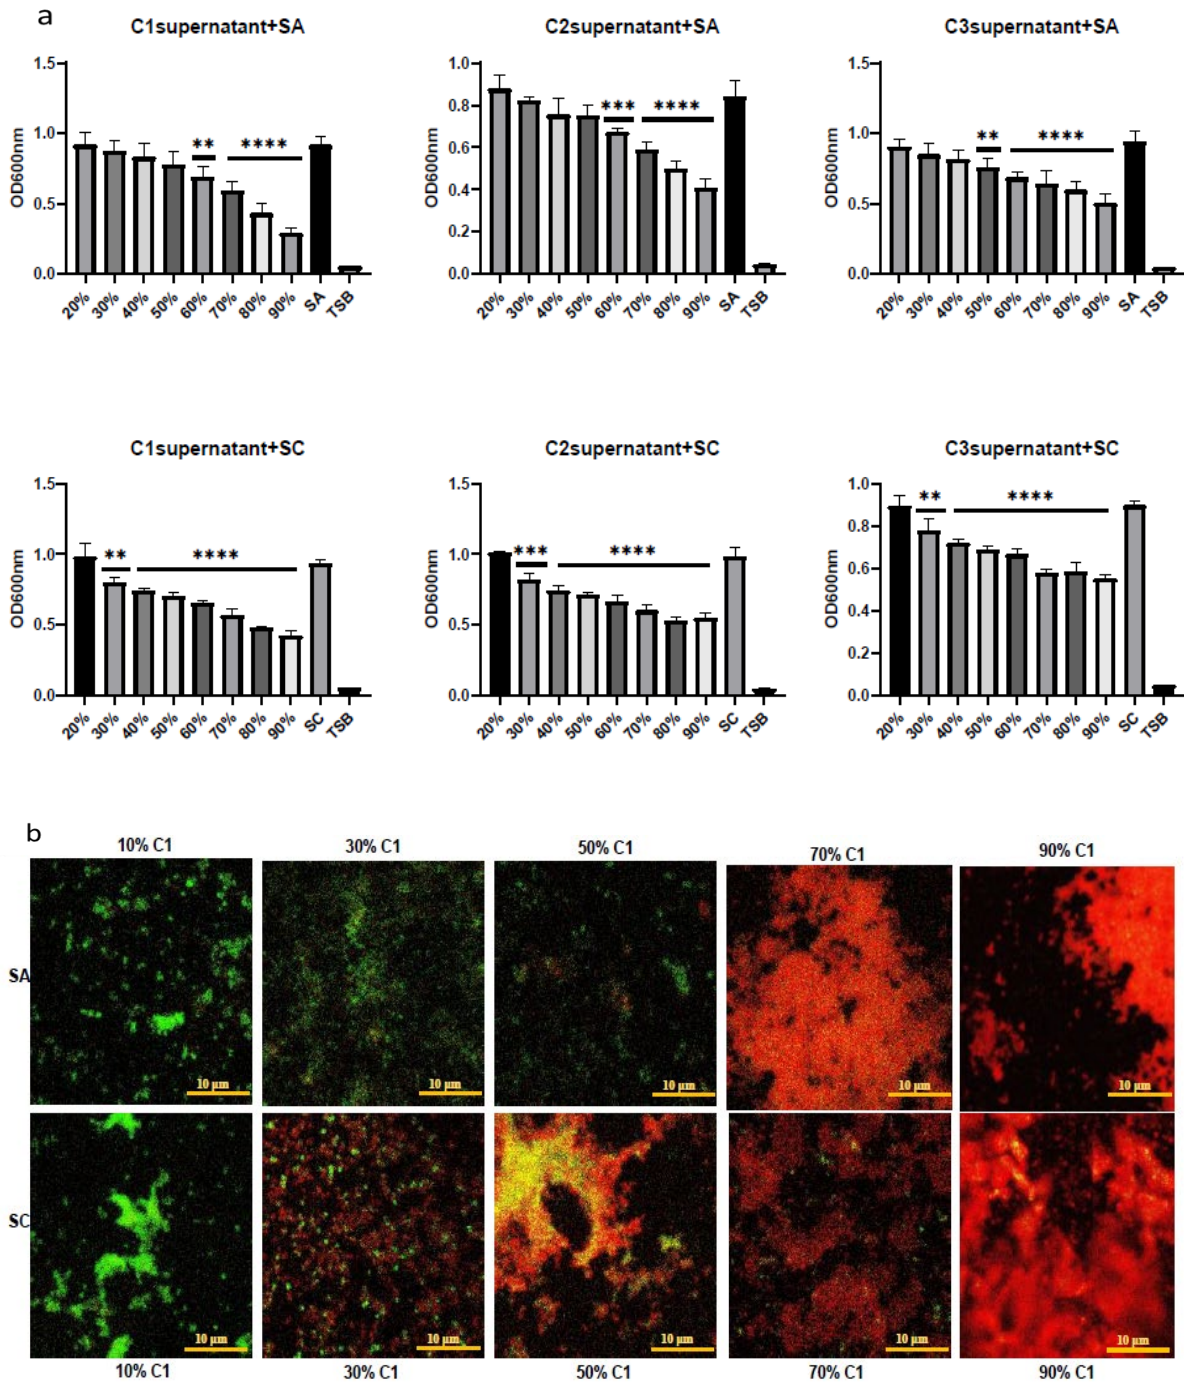 a
C1supernatant+SA
C2supernatant+SA
C3supernatant+SA
OD600nm
1.5
1.0
0.5
0.0
** ****
20% 30% 40% 50% 60% 70% 80% 90% SA TSB
OD600nm
1.0
0.8
0.6
0.4
0.2
0.0
*** ****
20% 30% 40% 50% 60% 70% 80% 90% SA TSB
OD600nm
1.5
1.0
0.5
0.0
** ****
20% 30% 40% 50% 60% 70% 80% 90% SA TSB
C1supernatant+SC
C2supernatant+SC
C3supernatant+SC
OD600nm
1.5
1.0
0.5
0.0
** ****
20% 30% 40% 50% 60% 70% 80% 90% SC TSB
OD600nm
1.5
1.0
0.5
0.0
*** ****
20% 30% 40% 50% 60% 70% 80% 90% SC TSB
OD600nm
1.0
0.8
0.6
0.4
0.2
0.0
** ****
20% 30% 40% 50% 60% 70% 80% 90% SC TSB
b
10% C1 30% C1 50% C1 70% C1 90% C1
SA
10 µm 10 µm 10 µm 10 µm 10 µm
SC
10 µm 10 µm 10 µm 10 µm 10 µm
10% C1 30% C1 50% C1 70% C1 90% C1